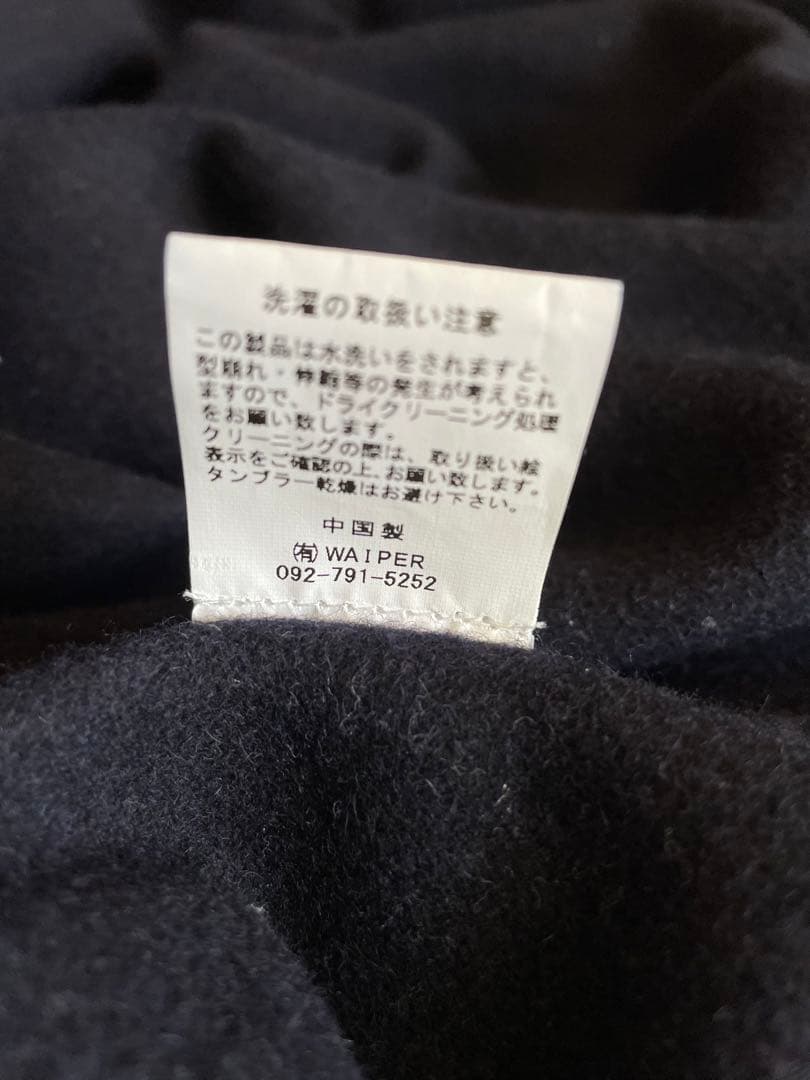 洗濯の取扱い注意
この製品は水洗いをされますと、
型崩れ・伸縮等の発生が考えられ
ますので、ドライクリーニング処理
をお願い致します。
クリーニングの際は、取り扱い絵
表示をご確認の上、お願い致します。
タンブラー乾燥はお避け下さい。
中国製
㈲ WAIPER
092-791-5252